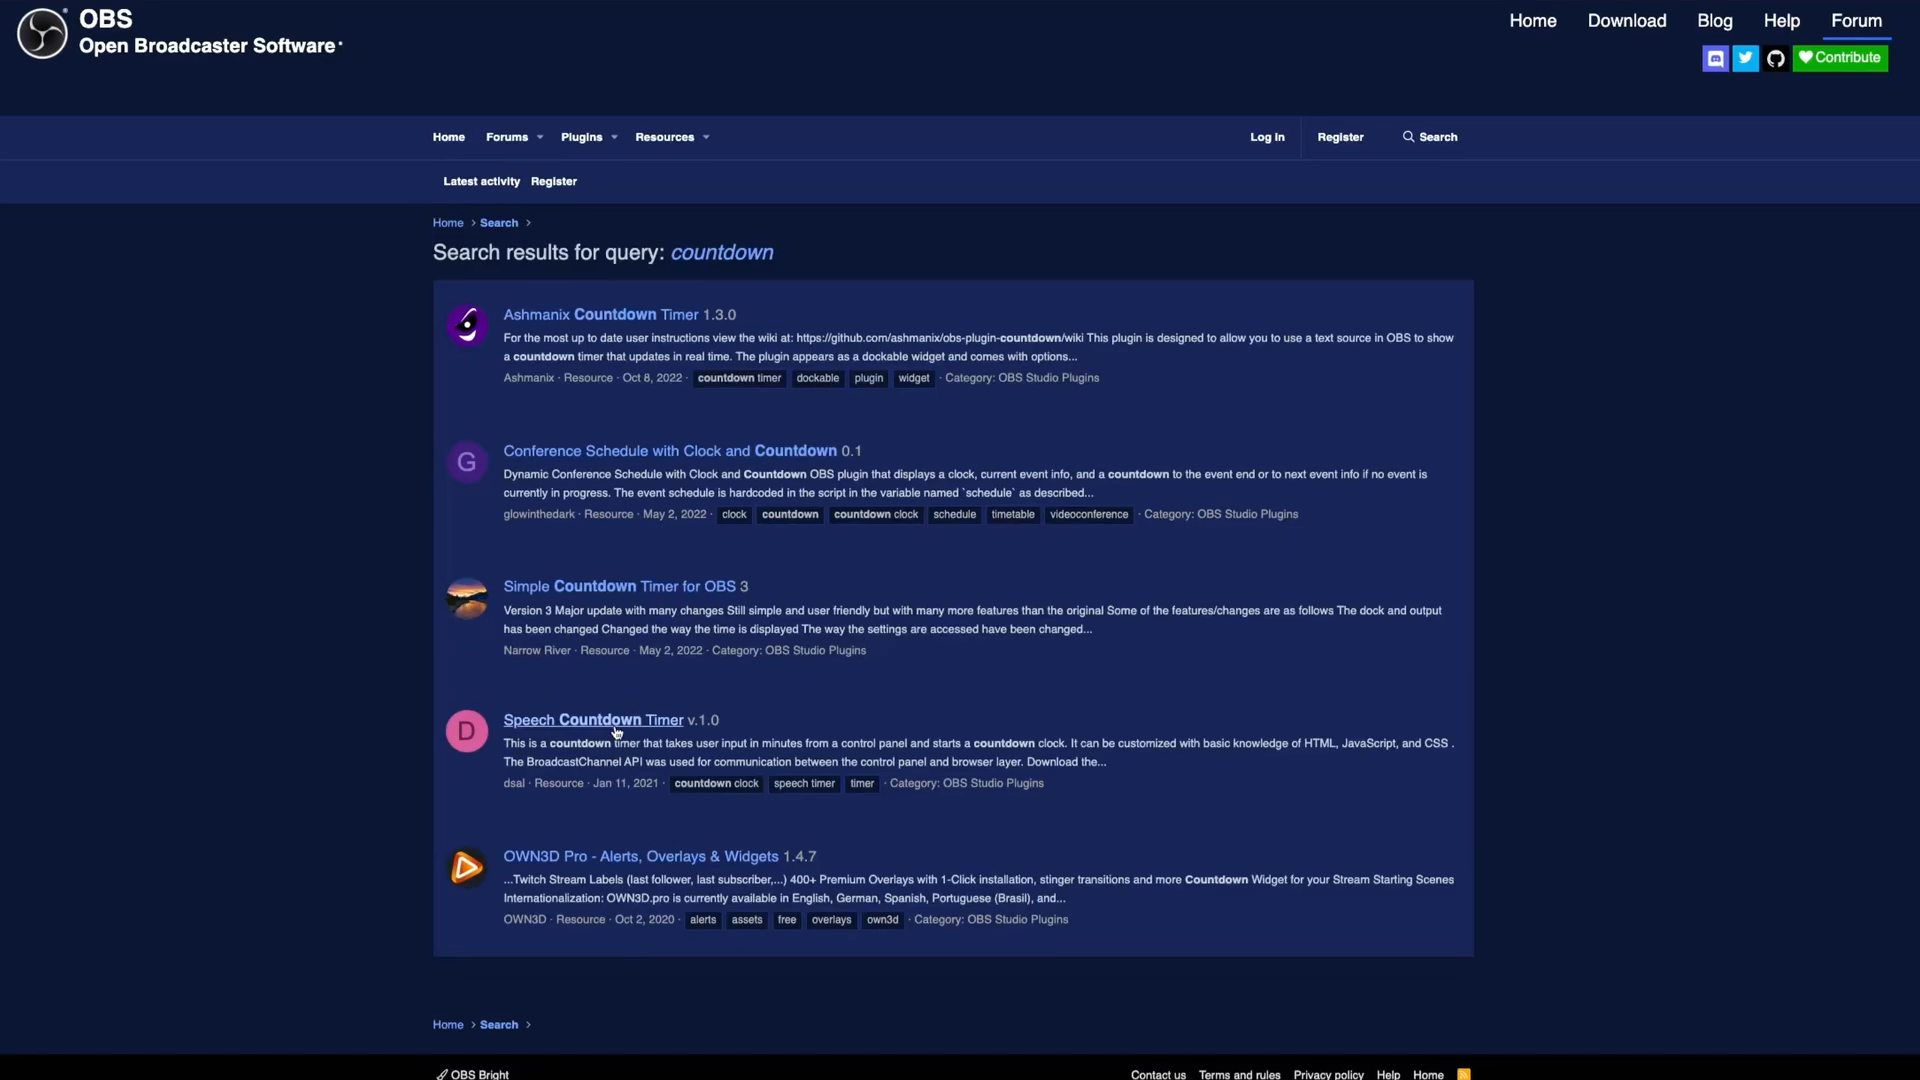 OBS
Open Broadcaster Software
Home Download Blog Help Forum
Contribute
Home Forums Plugins Resources Log in Register Search
Latest activity Register
Home Search
Search results for query: countdown
Ashmanix Countdown Timer 1.3.0
For the most up to date user instructions view the wiki at: https://github.com/ashmanix/obs-plugin-countdown/wiki This plugin is designed to allow you to use a text source in OBS to show
a countdown timer that updates in real time. The plugin appears as a dockable widget and comes with options...
Ashmanix · Resource · Oct 8, 2022 · countdown timer dockable plugin widget · Category: OBS Studio Plugins
G
Conference Schedule with Clock and Countdown 0.1
Dynamic Conference Schedule with Clock and Countdown OBS plugin that displays a clock, current event info, and a countdown to the event end or to next event info if no event is
currently in progress. The event schedule is hardcoded in the script in the variable named `schedule` as described...
glowinthedark · Resource · May 2, 2022 · clock countdown countdown clock schedule timetable videoconference · Category: OBS Studio Plugins
Simple Countdown Timer for OBS 3
Version 3 Major update with many changes Still simple and user friendly but with many more features than the original Some of the features/changes are as follows The dock and output
has been changed Changed the way the time is displayed The way the settings are accessed have been changed...
Narrow River · Resource · May 2, 2022 · Category: OBS Studio Plugins
D
Speech Countdown Timer v.1.0
This is a countdown timer that takes user input in minutes from a control panel and starts a countdown clock. It can be customized with basic knowledge of HTML, JavaScript, and CSS .
The BroadcastChannel API was used for communication between the control panel and browser layer. Download the...
dsal · Resource · Jan 11, 2021 · countdown clock speech timer timer · Category: OBS Studio Plugins
OWN3D Pro - Alerts, Overlays & Widgets 1.4.7
...Twitch Stream Labels (last follower, last subscriber,...) 400+ Premium Overlays with 1-Click installation, stinger transitions and more Countdown Widget for your Stream Starting Scenes
Internationalization: OWN3D.pro is currently available in English, German, Spanish, Portuguese (Brasil), and...
OWN3D · Resource · Oct 2, 2020 · alerts assets free overlays own3d · Category: OBS Studio Plugins
Home Search
OBS Bright Contact us Terms and rules Privacy policy Help Home